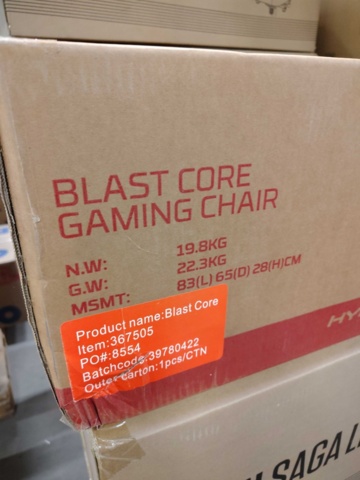 BLAST CORE
GAMING CHAIR
N.W: 19.8KG
G.W: 22.3KG
MSMT: 83(L) 65(D) 28(H)CM
Product name:Blast Core
Item:367505
PO#:8554
Batchcode:39780422
Outer carton:1pcs/CTN
SAGA